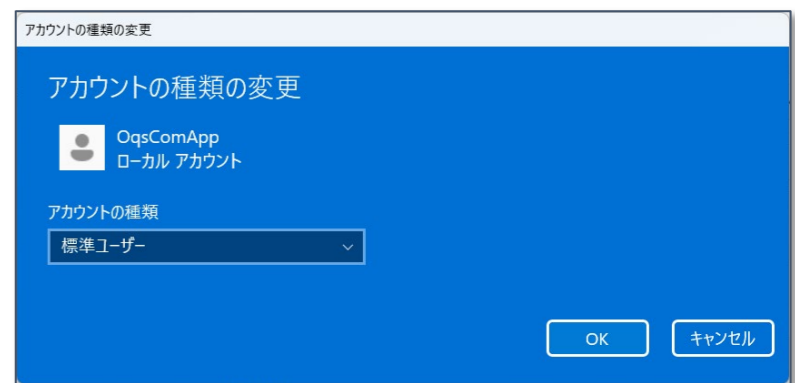 アカウントの種類の変更
アカウントの種類の変更
OqsComApp
ローカル アカウント
アカウントの種類
標準ユーザー
OK
キャンセル